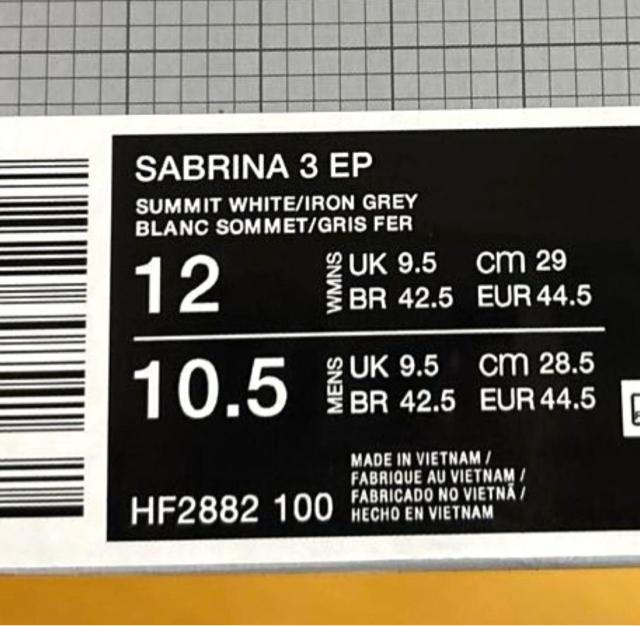 SABRINA 3 EP
SUMMIT WHITE/IRON GREY
BLANC SOMMET/GRIS FER
12 WMNS UK 9.5 cm 29
BR 42.5 EUR 44.5
10.5 MENS UK 9.5 cm 28.5
BR 42.5 EUR 44.5
MADE IN VIETNAM /
FABRIQUE AU VIETNAM /
FABRICADO NO VIETNÃ /
HECHO EN VIETNAM
HF2882 100